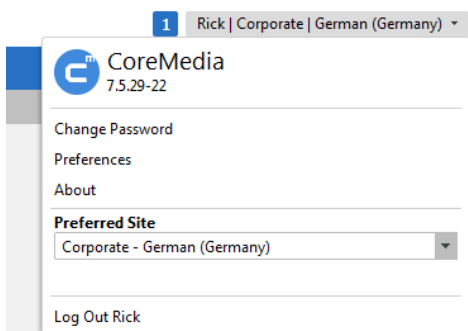 1 Rick | Corporate | German (Germany)
cm CoreMedia
7.5.29-22
Change Password
Preferences
About
Preferred Site
Corporate - German (Germany)
Log Out Rick